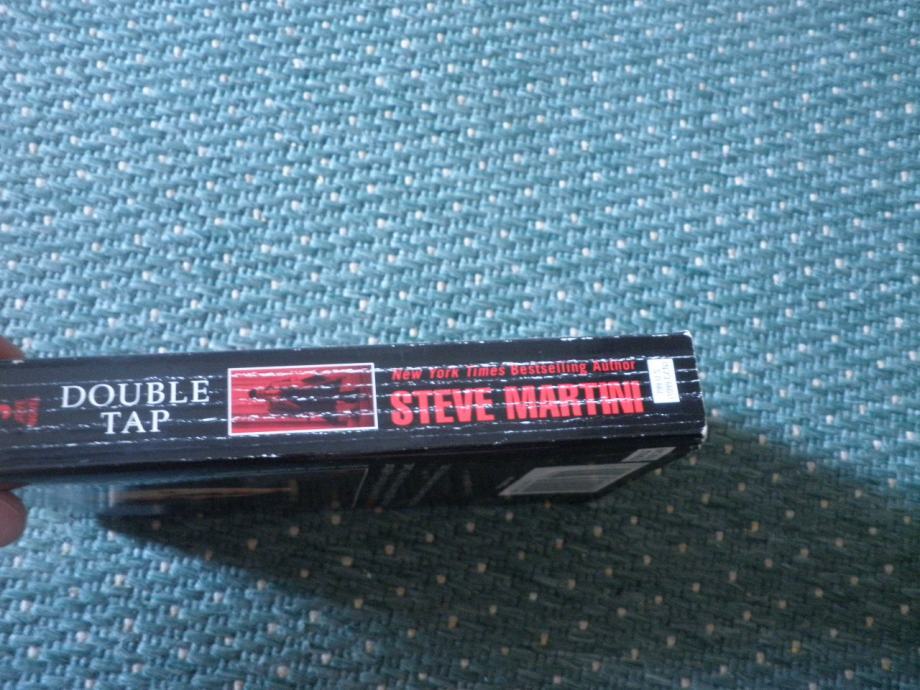 DOUBLE
TAP
New York Times Bestselling Author
STEVE MARTINI